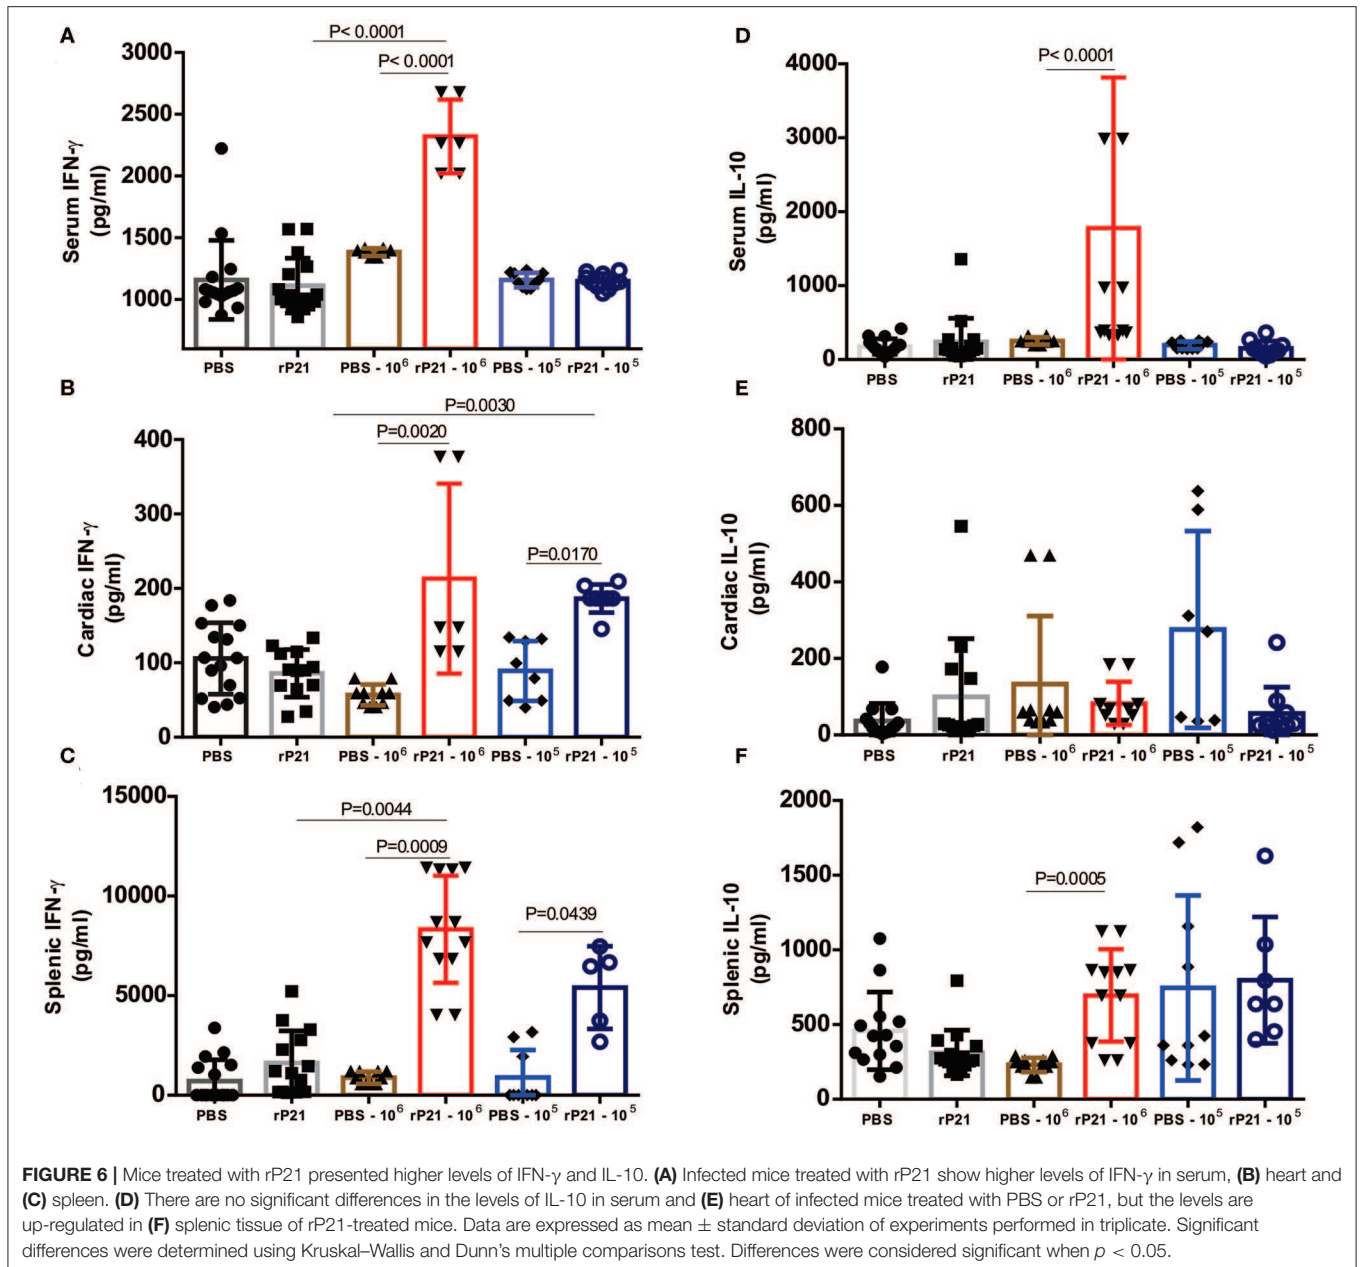 A
P< 0.0001
P< 0.0001
3000
2500
2000
1500
1000
Serum IFN-γ
(pg/ml)
PBS
rP21
PBS - 10⁶
rP21 - 10⁶
PBS - 10⁵
rP21 - 10⁵
D
P< 0.0001
4000
3000
2000
1000
0
Serum IL-10
(pvg/ml)
PBS
rP21
PBS - 10⁶
rP21 - 10⁶
PBS - 10⁵
rP21 - 10⁵
B
P=0.0030
P=0.0020
P=0.0170
400
300
200
100
0
Cardiac IFN-γ
(pg/ml)
PBS
rP21
PBS - 10⁶
rP21 - 10⁶
PBS - 10⁵
rP21 - 10⁵
E
800
600
400
200
0
Cardiac IL-10
(pg/ml)
PBS
rP21
PBS - 10⁶
rP21 - 10⁶
PBS - 10⁵
rP21 - 10⁵
C
P=0.0044
P=0.0009
P=0.0439
15000
10000
5000
0
Splenic IFN-γ
(pg/ml)
PBS
rP21
PBS - 10⁶
rP21 - 10⁶
PBS - 10⁵
rP21 - 10⁵
F
P=0.0005
2000
1500
1000
500
0
Splenic IL-10
(pg/ml)
PBS
rP21
PBS - 10⁶
rP21 - 10⁶
PBS - 10⁵
rP21 - 10⁵
FIGURE 6 | Mice treated with rP21 presented higher levels of IFN-γ and IL-10. (A) Infected mice treated with rP21 show higher levels of IFN-γ in serum, (B) heart and
(C) spleen. (D) There are no significant differences in the levels of IL-10 in serum and (E) heart of infected mice treated with PBS or rP21, but the levels are
up-regulated in (F) splenic tissue of rP21-treated mice. Data are expressed as mean ± standard deviation of experiments performed in triplicate. Significant
differences were determined using Kruskal–Wallis and Dunn's multiple comparisons test. Differences were considered significant when p < 0.05.